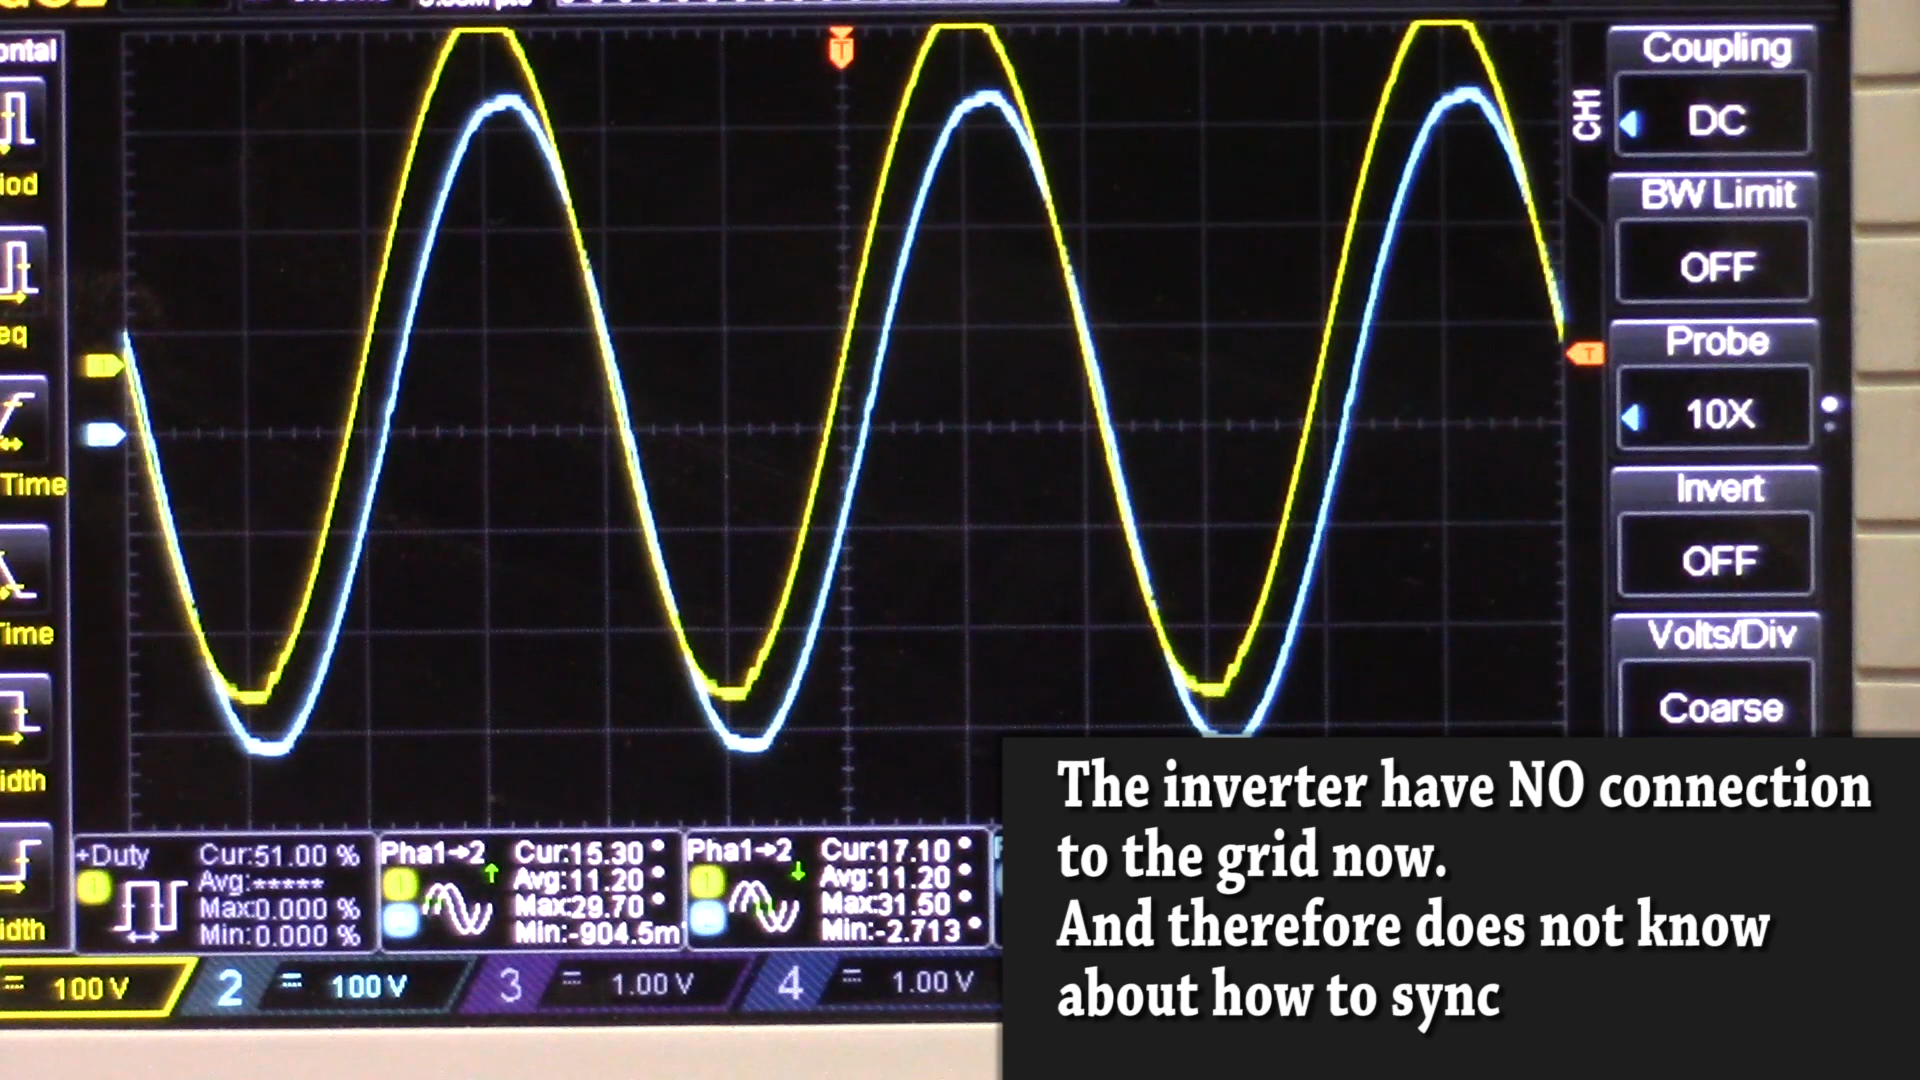 Coupling
CH1
DC
BW Limit
OFF
Probe
10X
Invert
OFF
Volts/Div
Coarse
T
T
ontal
iod
eq
Time
Time
idth
idth
+Duty
Cur:51.00 %
Avg:*****
Max:0.000 %
Min:0.000 %
Pha1→2
Cur:15.30 °
Avg:11.20 °
Max:29.70 °
Min:-904.5m°
Pha1→2
Cur:17.10 °
Avg:11.20 °
Max:31.50 °
Min:-2.713 °
100 V
2 100 V
3 1.00 V
4 1.00 V
The inverter have NO connection
to the grid now.
And therefore does not know
about how to sync